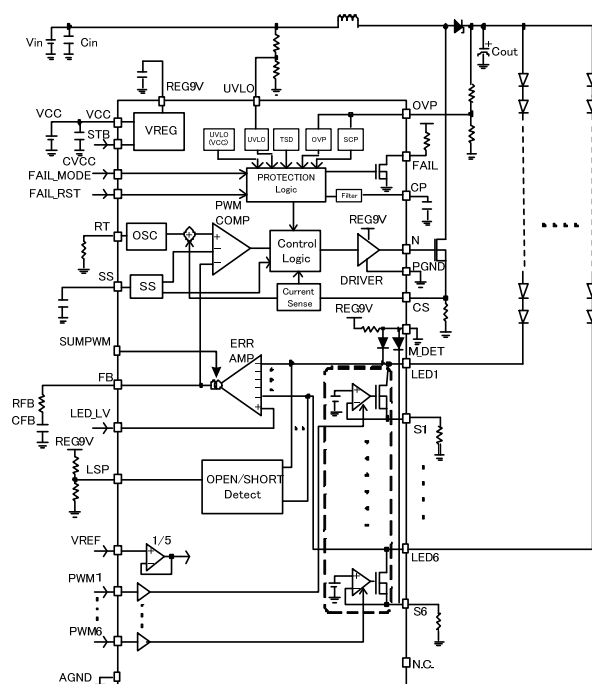 Vin
Cin
Cout
REG9V
UVLO
OVP
VCC
VCC
VREG
STB
CVCC
UVLO
(VCC)
UVLO
TSD
OVP
SCP
FAIL
FAIL_MODE
FAIL_RST
PROTECTION
Logic
Filter
CP
PWM
COMP
RT
OSC
Control
Logic
REG9V
DRIVER
N
PGND
SS
SS
Current
Sense
CS
REG9V
SUMPWM
ERR
AMP
M_DET
FB
LED1
RFB
CFB
LED_LV
S1
REG9V
LSP
OPEN/SHORT
Detect
VREF
1/5
LED6
PWM1
PWM6
S6
AGND
N.C.